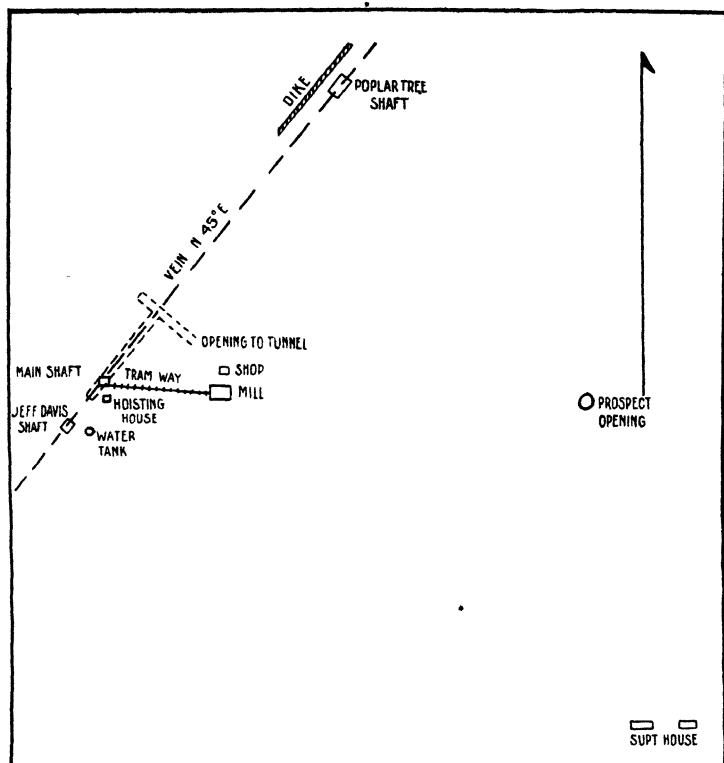 DIKE
POPLAR TREE
SHAFT
VEIN N 45° E
OPENING TO TUNNEL
MAIN SHAFT
TRAM WAY
SHOP
MILL
HOISTING
HOUSE
JEFF DAVIS
SHAFT
WATER
TANK
PROSPECT
OPENING
SUPT HOUSE